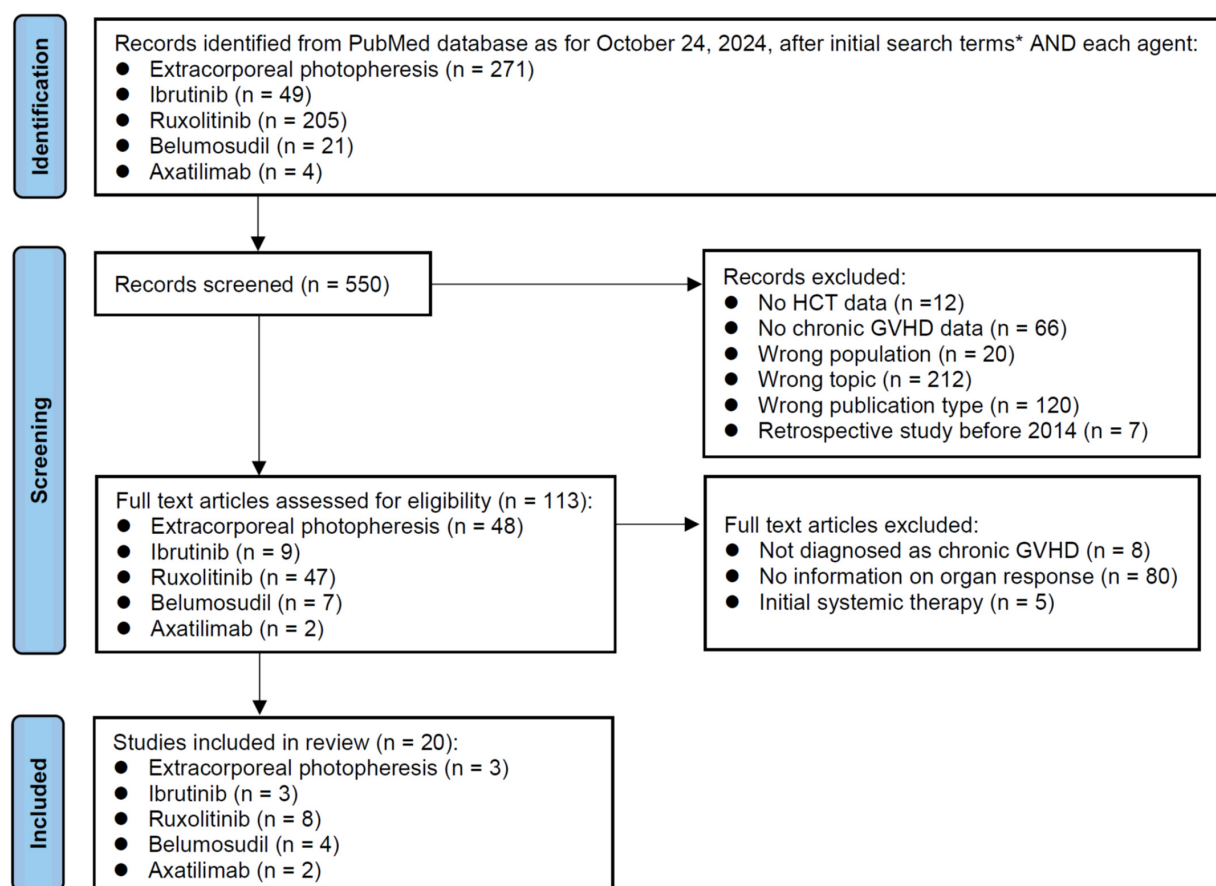 Identification
Records identified from PubMed database as for October 24, 2024, after initial search terms* AND each agent:
● Extracorporeal photopheresis (n = 271)
● Ibrutinib (n = 49)
● Ruxolitinib (n = 205)
● Belumosudil (n = 21)
● Axatilimab (n = 4)
Screening
Records screened (n = 550)
Records excluded:
● No HCT data (n =12)
● No chronic GVHD data (n = 66)
● Wrong population (n = 20)
● Wrong topic (n = 212)
● Wrong publication type (n = 120)
● Retrospective study before 2014 (n = 7)
Full text articles assessed for eligibility (n = 113):
● Extracorporeal photopheresis (n = 48)
● Ibrutinib (n = 9)
● Ruxolitinib (n = 47)
● Belumosudil (n = 7)
● Axatilimab (n = 2)
Full text articles excluded:
● Not diagnosed as chronic GVHD (n = 8)
● No information on organ response (n = 80)
● Initial systemic therapy (n = 5)
Included
Studies included in review (n = 20):
● Extracorporeal photopheresis (n = 3)
● Ibrutinib (n = 3)
● Ruxolitinib (n = 8)
● Belumosudil (n = 4)
● Axatilimab (n = 2)